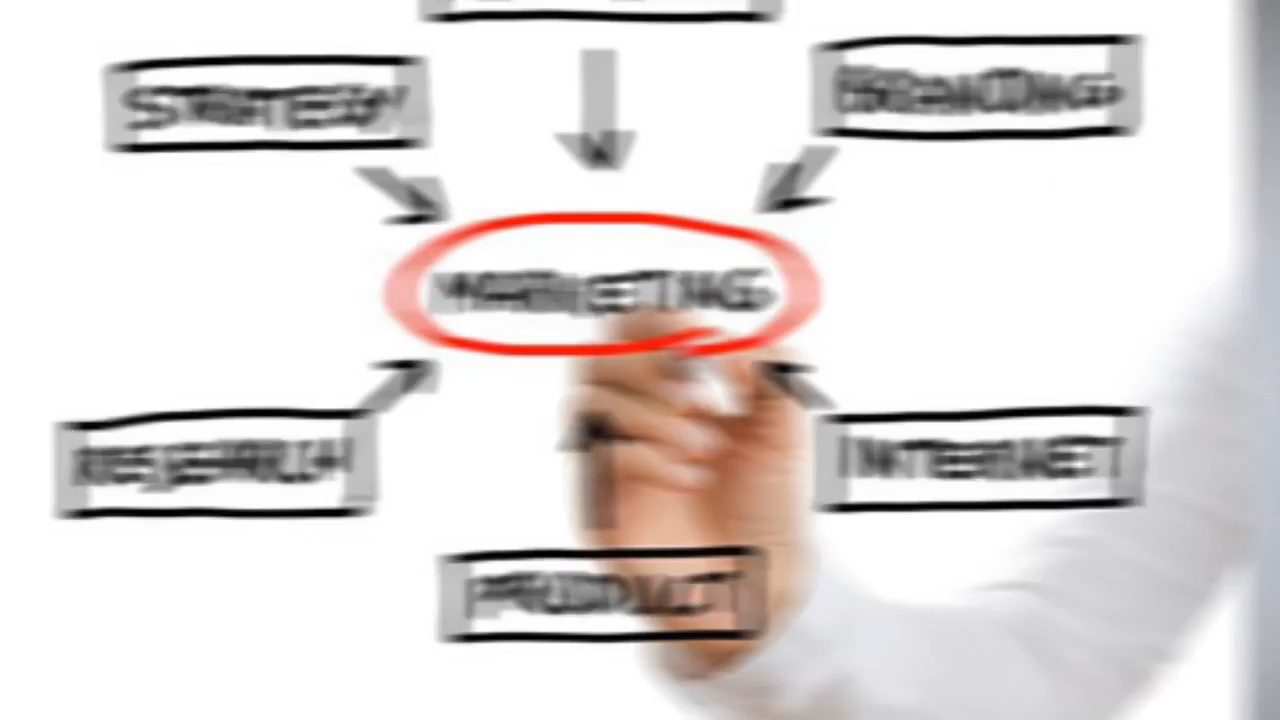 STRATEGY
BRANDING
MARKETING
RESEARCH
INTERNET
PRODUCT